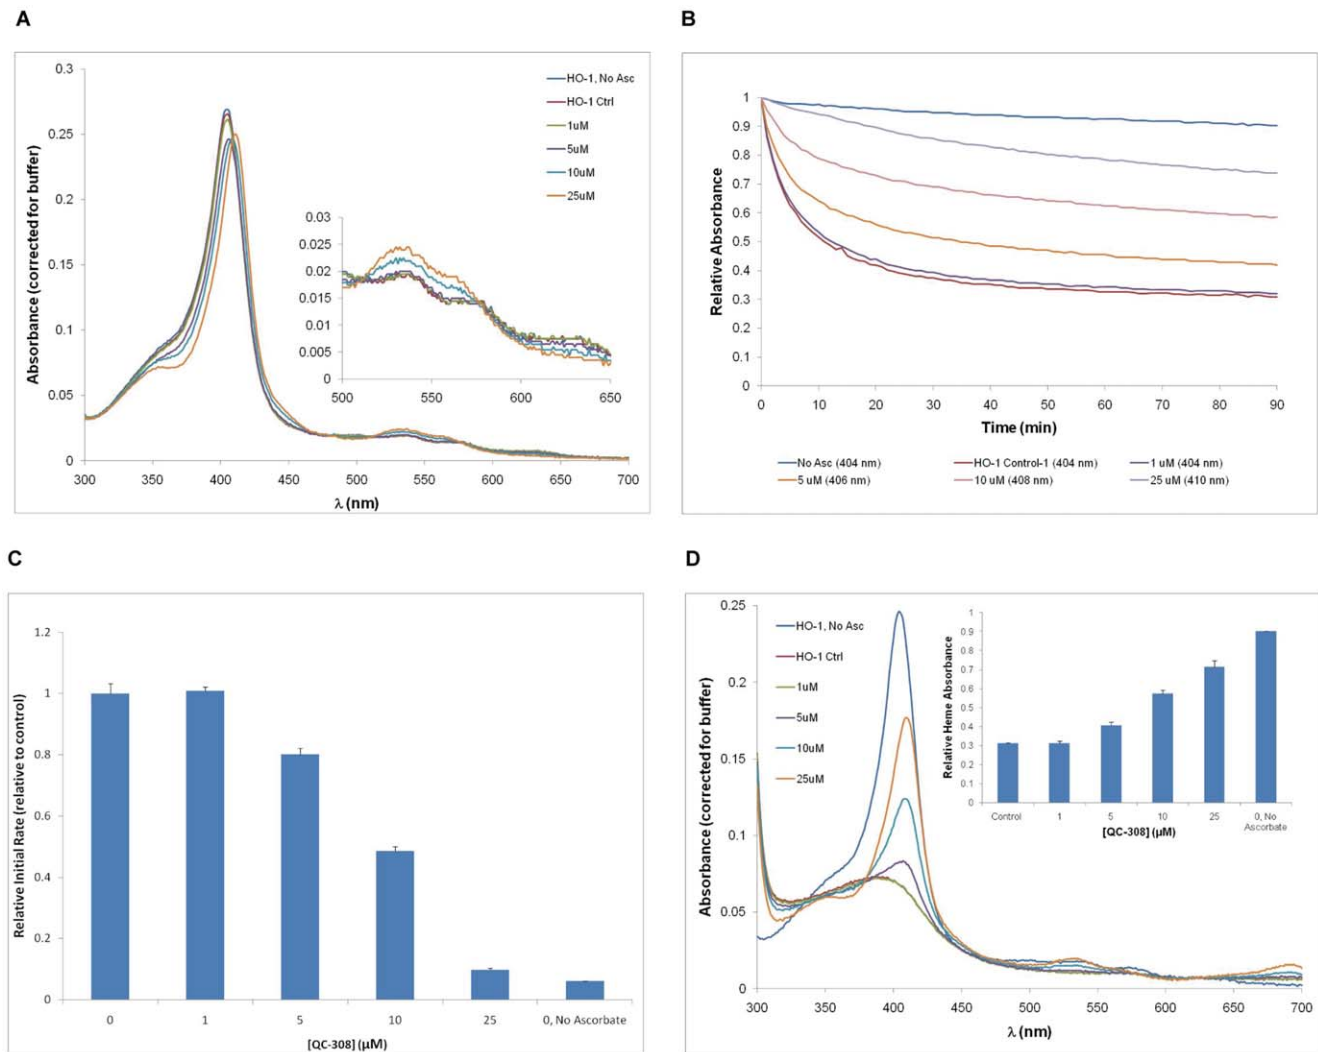 A
0.3
0.25
0.2
0.15
0.1
0.05
0
Absorbance (corrected for buffer)
300 350 400 450 500 550 600 650 700
λ (nm)
HO-1, No Asc
HO-1 Ctrl
1uM
5uM
10uM
25uM
0.03
0.025
0.02
0.015
0.01
0.005
0
500 550 600 650
B
1
0.9
0.8
0.7
0.6
0.5
0.4
0.3
0.2
0.1
0
Relative Absorbance
0 10 20 30 40 50 60 70 80 90
Time (min)
No Asc (404 nm) HO-1 Control-1 (404 nm) 1 uM (404 nm)
5 uM (406 nm) 10 uM (408 nm) 25 uM (410 nm)
C
1.2
1
0.8
0.6
0.4
0.2
0
Relative Initial Rate (relative to control)
0 1 5 10 25 0, No Ascorbate
[QC-308] (µM)
D
0.25
0.2
0.15
0.1
0.05
0
Absorbance (corrected for buffer)
300 350 400 450 500 550 600 650 700
λ (nm)
HO-1, No Asc
HO-1 Ctrl
1uM
5uM
10uM
25uM
1
0.9
0.8
0.7
0.6
0.5
0.4
0.3
0.2
0.1
0
Relative Heme Absorbance
Control 1 5 10 25 0, No
Ascorbate
[QC-308] (µM)